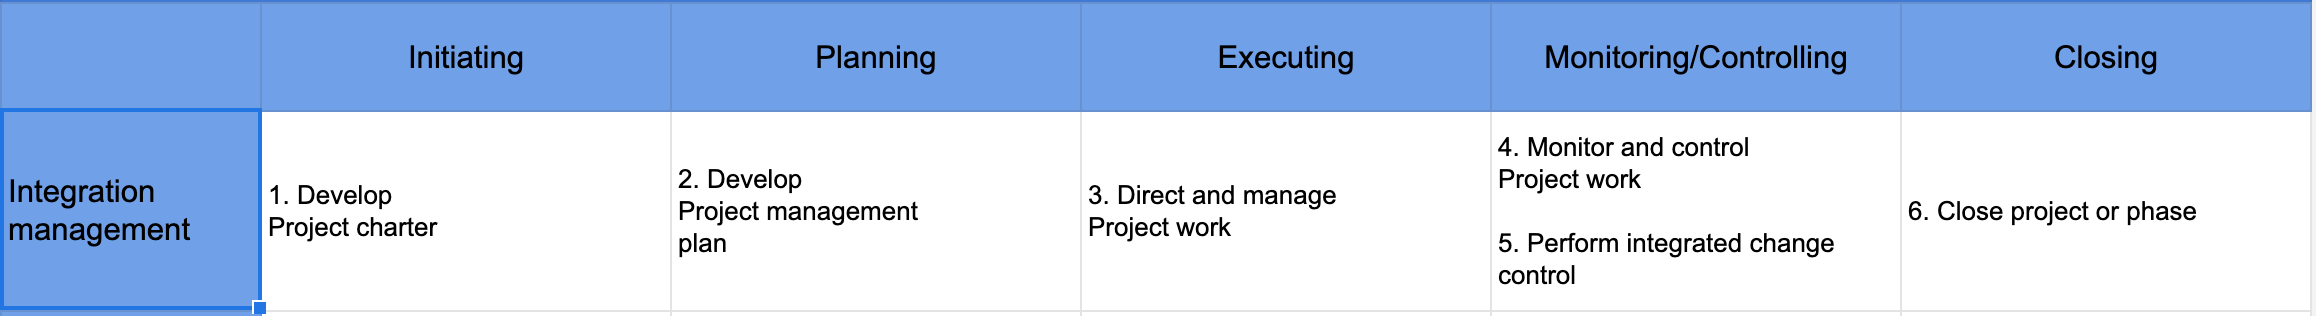 Initiating
Planning
Executing
Monitoring/Controlling
Closing
Integration
management
1. Develop
Project charter
2. Develop
Project management
plan
3. Direct and manage
Project work
4. Monitor and control
Project work
5. Perform integrated change
control
6. Close project or phase